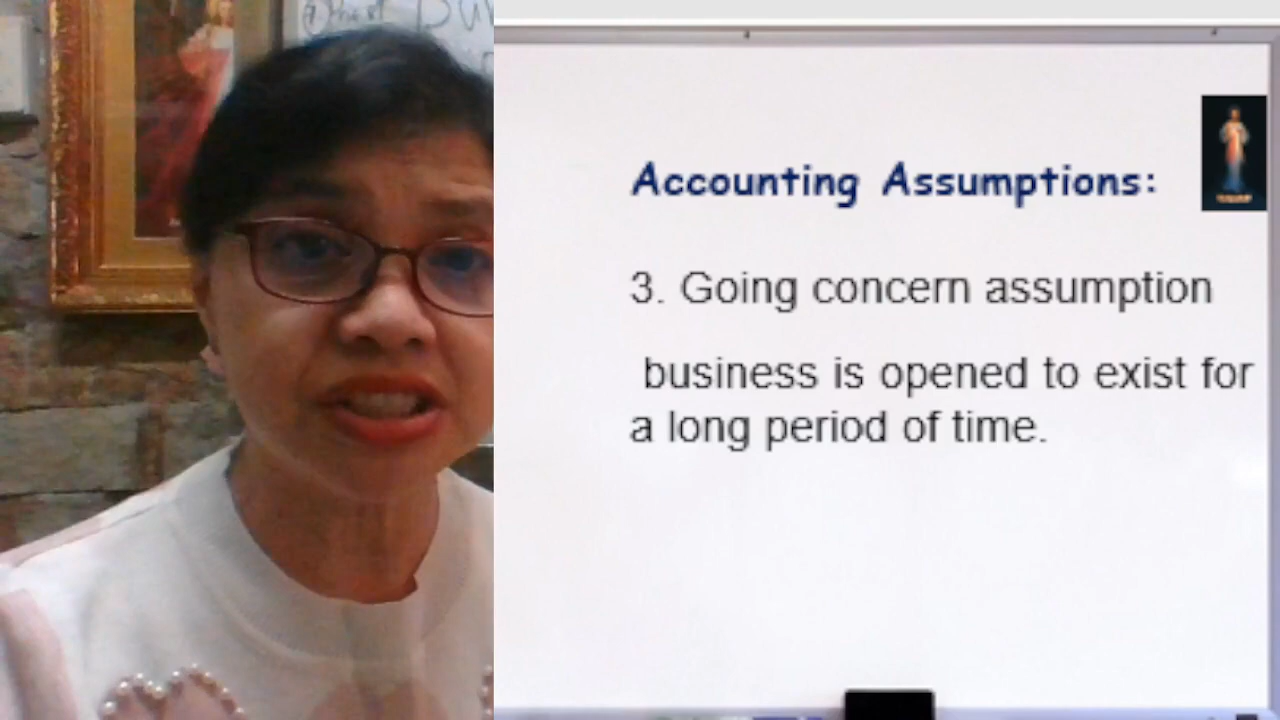 Accounting Assumptions:
3. Going concern assumption
business is opened to exist for
a long period of time.